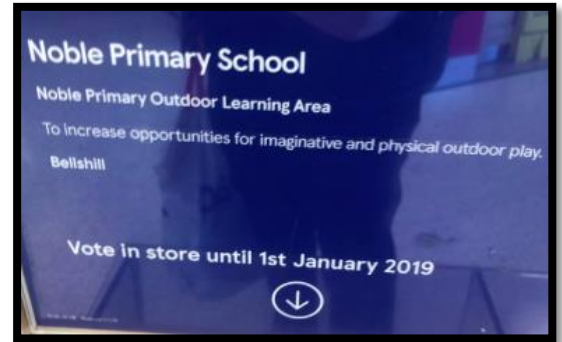 Noble Primary School
Noble Primary Outdoor Learning Area
To increase opportunities for imaginative and physical outdoor play.
Bellshill
Vote in store until 1st January 2019